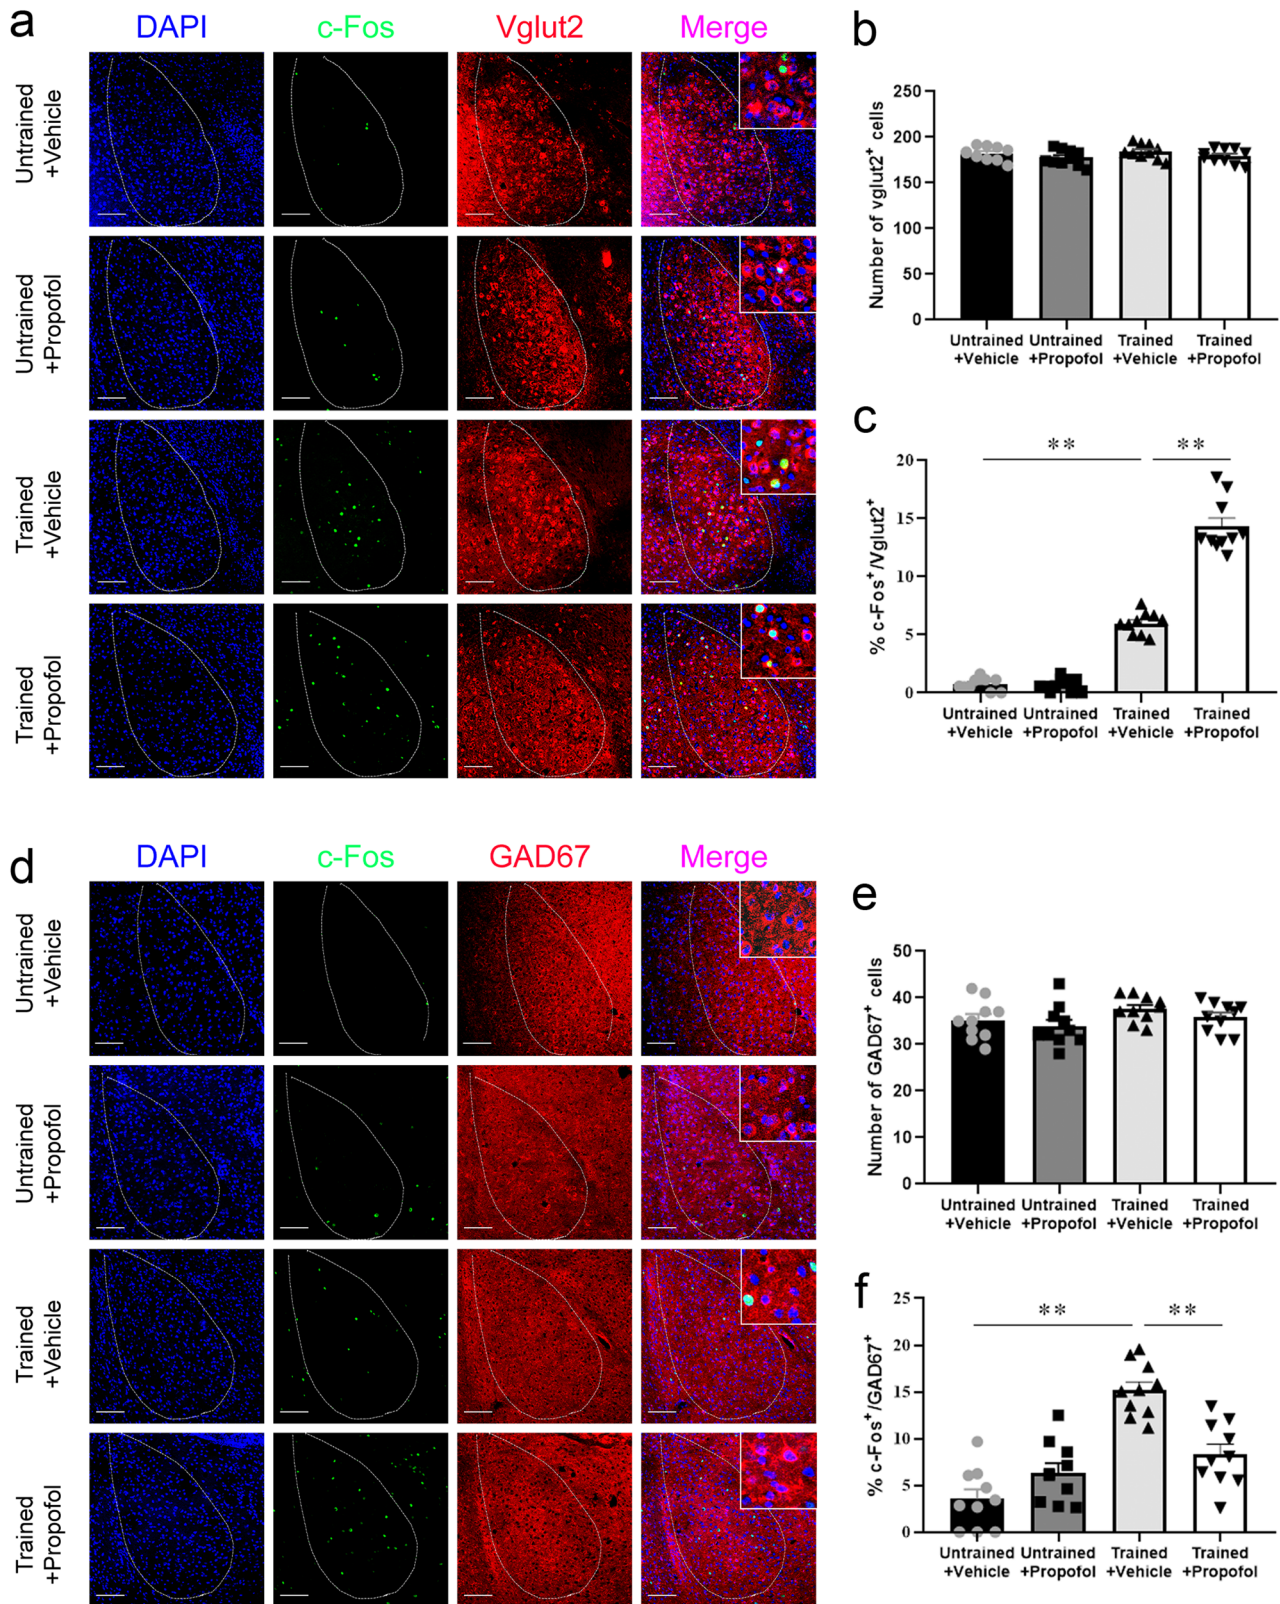 a
DAPI c-Fos Vglut2 Merge
Untrained
+Vehicle
Untrained
+Propofol
Trained
+Vehicle
Trained
+Propofol
b
Number of vglut2⁺ cells
250
200
150
100
50
0
Untrained Untrained Trained Trained
+Vehicle +Propofol +Vehicle +Propofol
c
% c-Fos⁺/Vglut2⁺
** **
20
15
10
5
0
Untrained Untrained Trained Trained
+Vehicle +Propofol +Vehicle +Propofol
d
DAPI c-Fos GAD67 Merge
Untrained
+Vehicle
Untrained
+Propofol
Trained
+Vehicle
Trained
+Propofol
e
Number of GAD67⁺ cells
50
40
30
20
10
0
Untrained Untrained Trained Trained
+Vehicle +Propofol +Vehicle +Propofol
f
% c-Fos⁺/GAD67⁺
** **
25
20
15
10
5
0
Untrained Untrained Trained Trained
+Vehicle +Propofol +Vehicle +Propofol